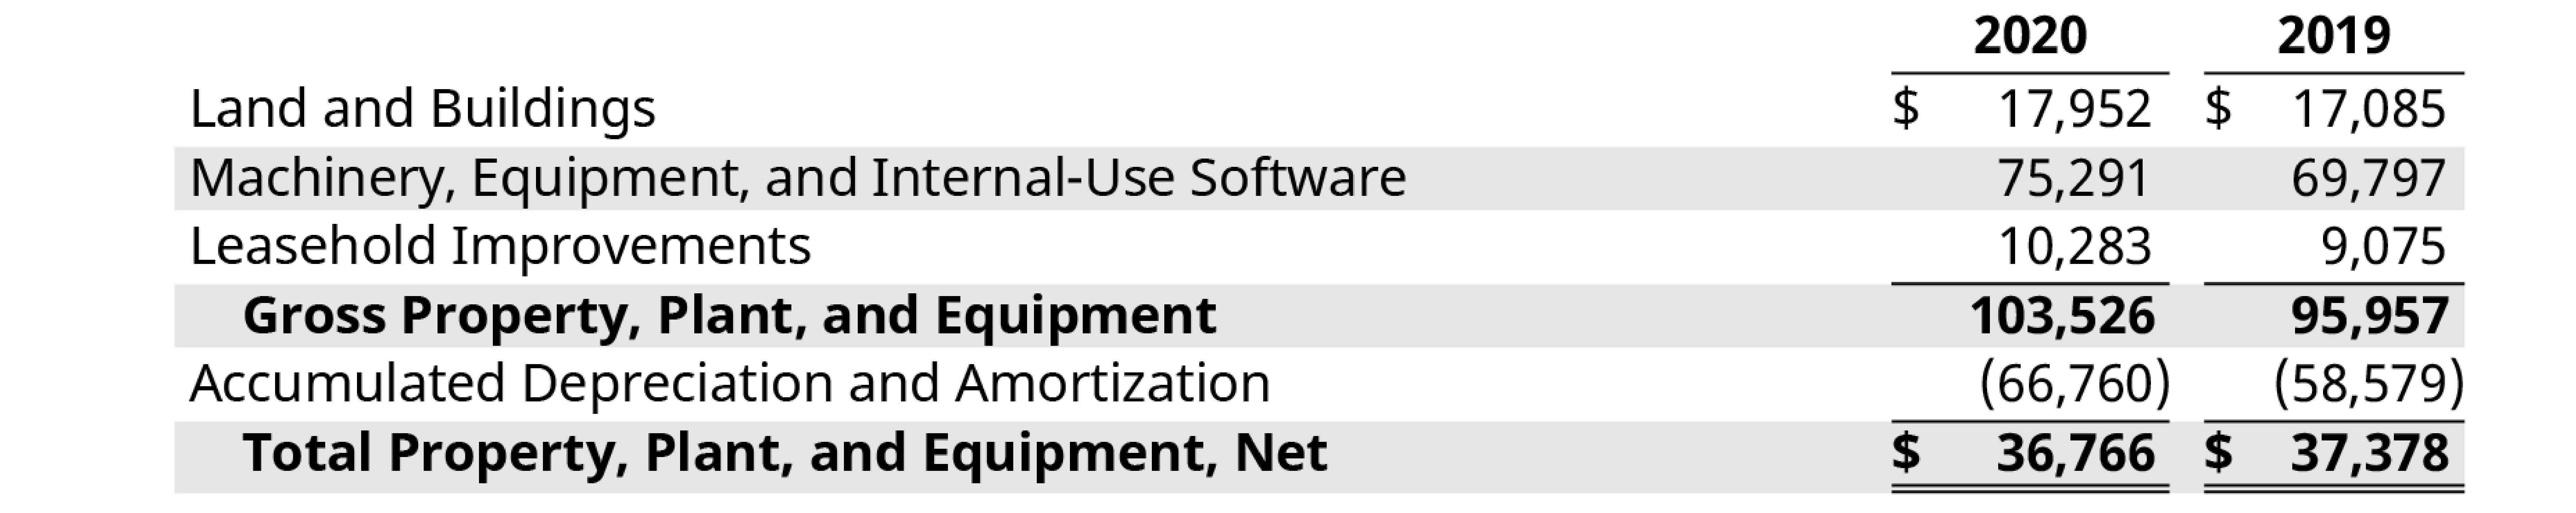 2020 2019
Land and Buildings $ 17,952 $ 17,085
Machinery, Equipment, and Internal-Use Software 75,291 69,797
Leasehold Improvements 10,283 9,075
Gross Property, Plant, and Equipment 103,526 95,957
Accumulated Depreciation and Amortization (66,760) (58,579)
Total Property, Plant, and Equipment, Net $ 36,766 $ 37,378